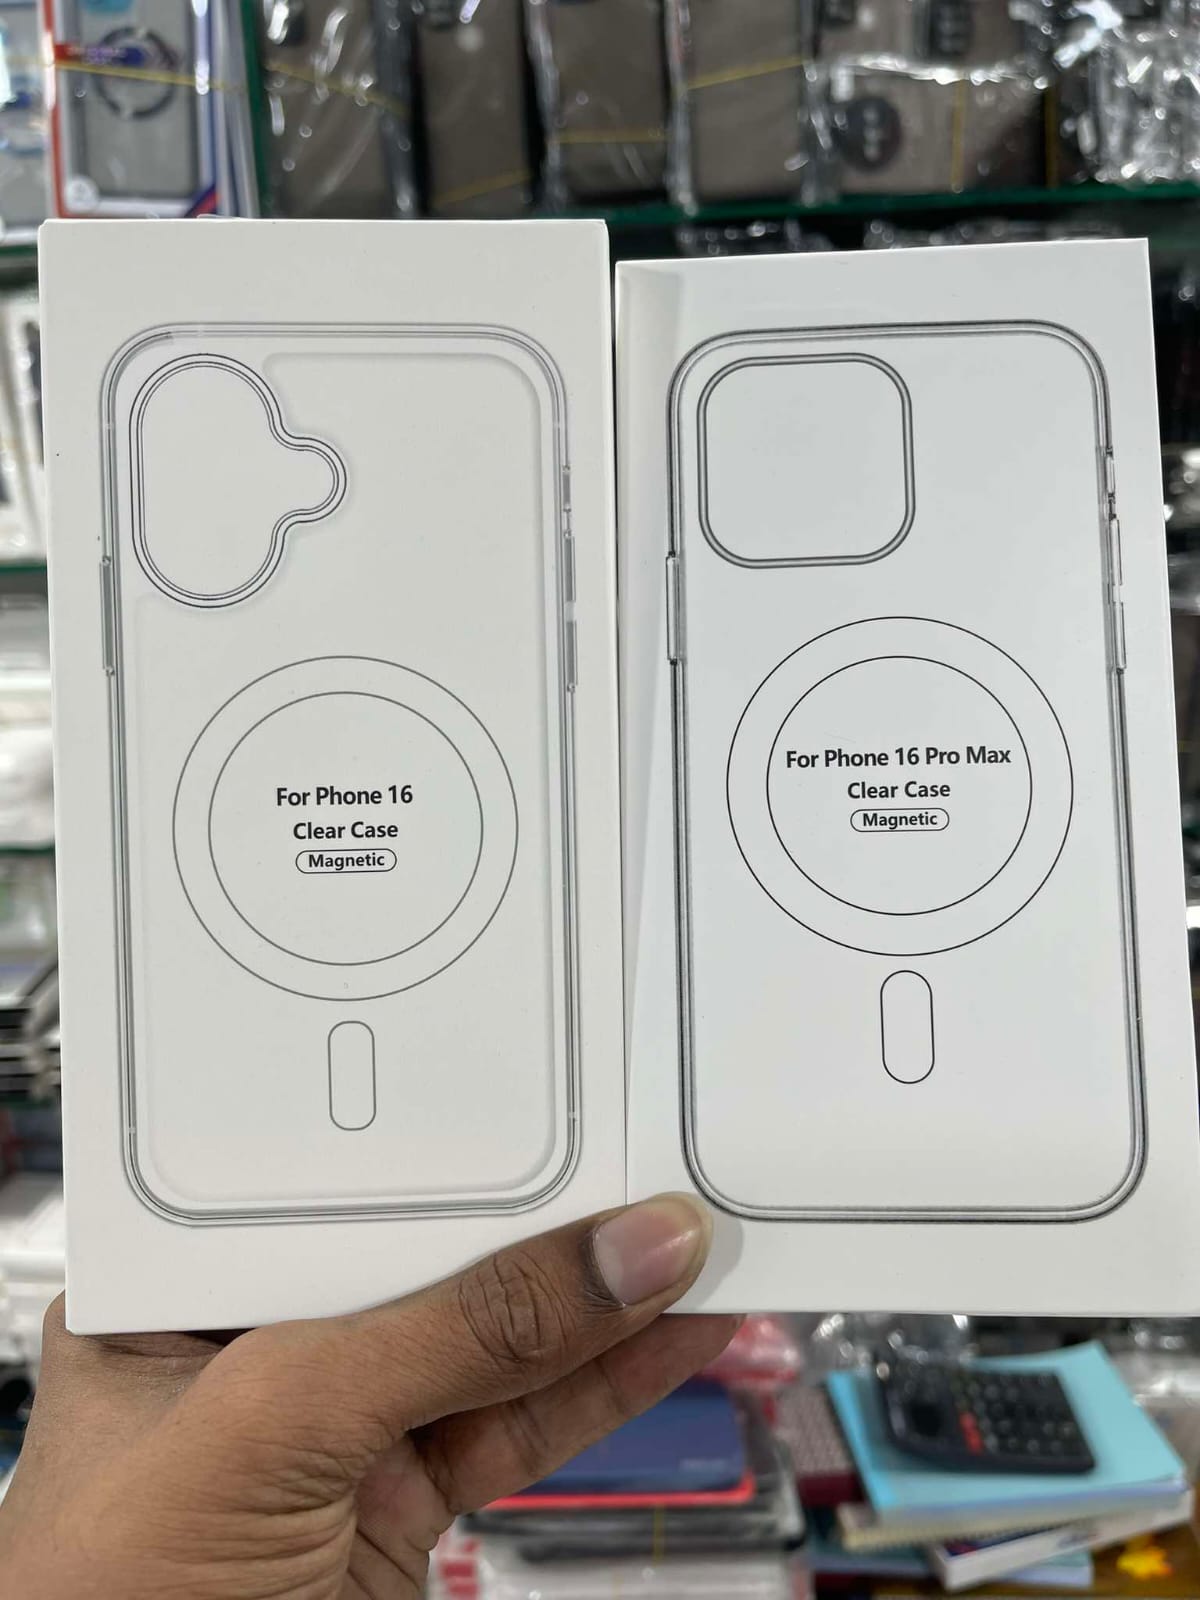 For Phone 16
Clear Case
Magnetic
For Phone 16 Pro Max
Clear Case
Magnetic